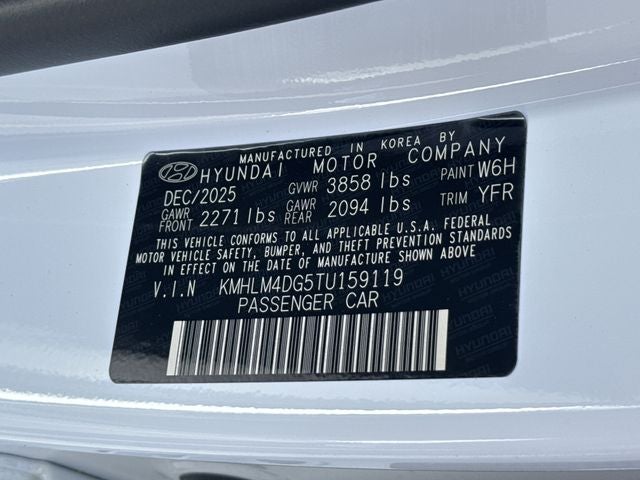 MANUFACTURED IN KOREA BY
HYUNDAI MOTOR COMPANY
DEC/2025 GVWR 3858 lbs PAINT W6H
GAWR FRONT 2271 lbs GAWR REAR 2094 lbs TRIM YFR
THIS VEHICLE CONFORMS TO ALL APPLICABLE U.S.A. FEDERAL
MOTOR VEHICLE SAFETY, BUMPER, AND THEFT PREVENTION STANDARDS
IN EFFECT ON THE DATE OF MANUFACTURE SHOWN ABOVE
V.I.N KMHLM4DG5TU159119
PASSENGER CAR